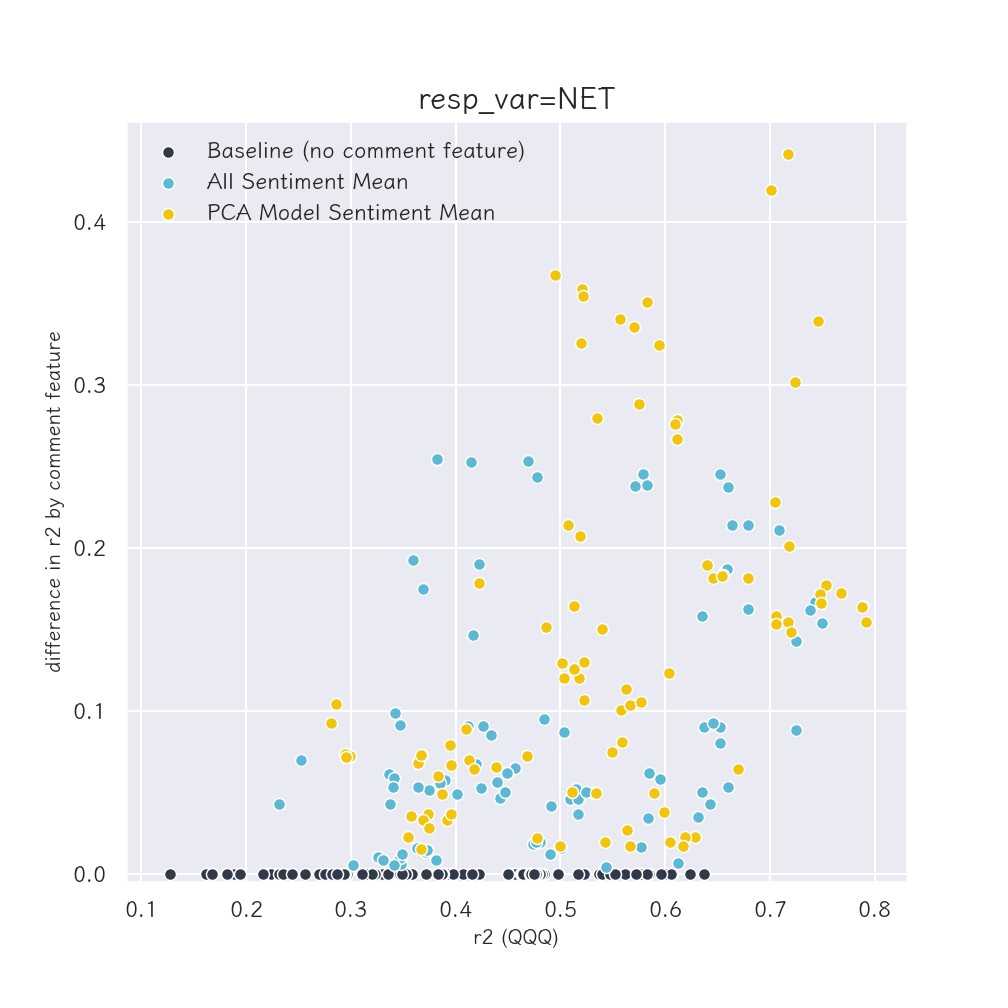 resp_var=NET
Baseline (no comment feature)
All Sentiment Mean
PCA Model Sentiment Mean
difference in r2 by comment feature
0.4
0.3
0.2
0.1
0.0
0.1 0.2 0.3 0.4 0.5 0.6 0.7 0.8
r2 (QQQ)